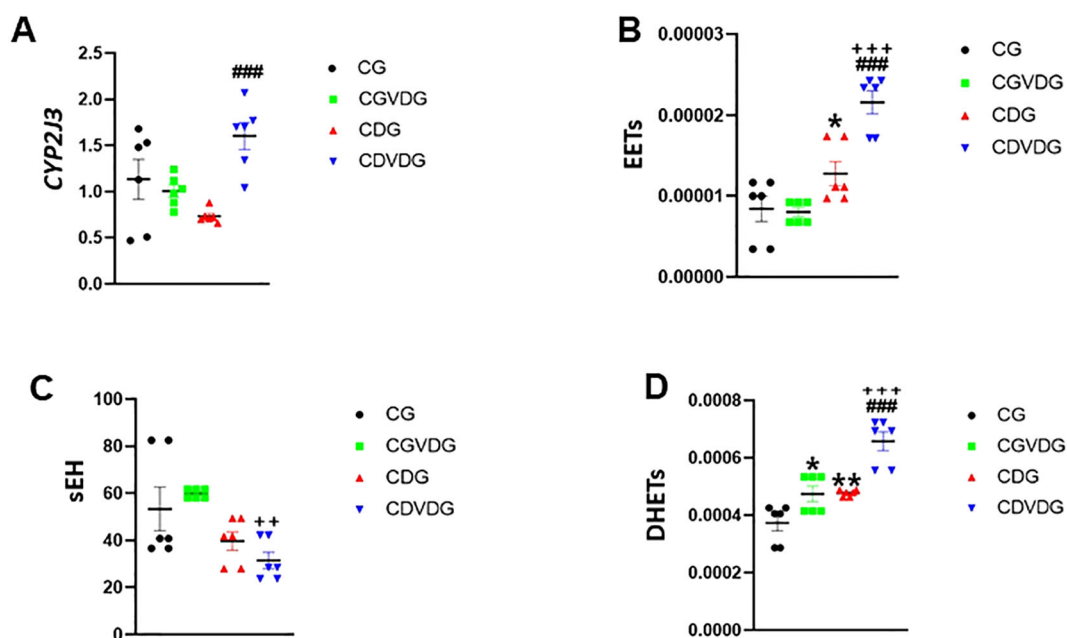 A
CYP2J3
2.5
2.0
1.5
1.0
0.5
0.0
###
CG
CGVDG
CDG
CDVDG
B
EETs
0.00003
0.00002
0.00001
0.00000
*
+++
###
CG
CGVDG
CDG
CDVDG
C
sEH
100
80
60
40
20
0
++
CG
CGVDG
CDG
CDVDG
D
DHETs
0.0008
0.0006
0.0004
0.0002
0.0000
*
**
+++
###
CG
CGVDG
CDG
CDVDG